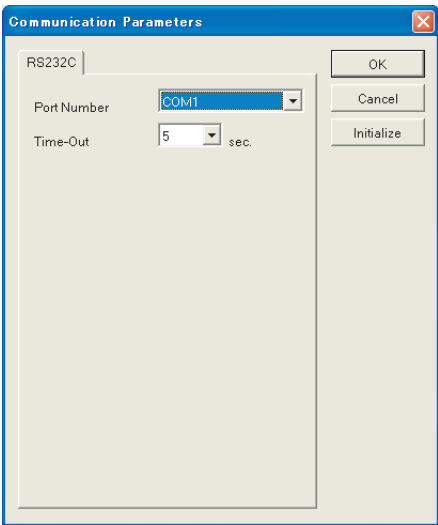 Communication Parameters
RS232C
OK
Port Number COM1
Cancel
Time-Out 5 sec.
Initialize